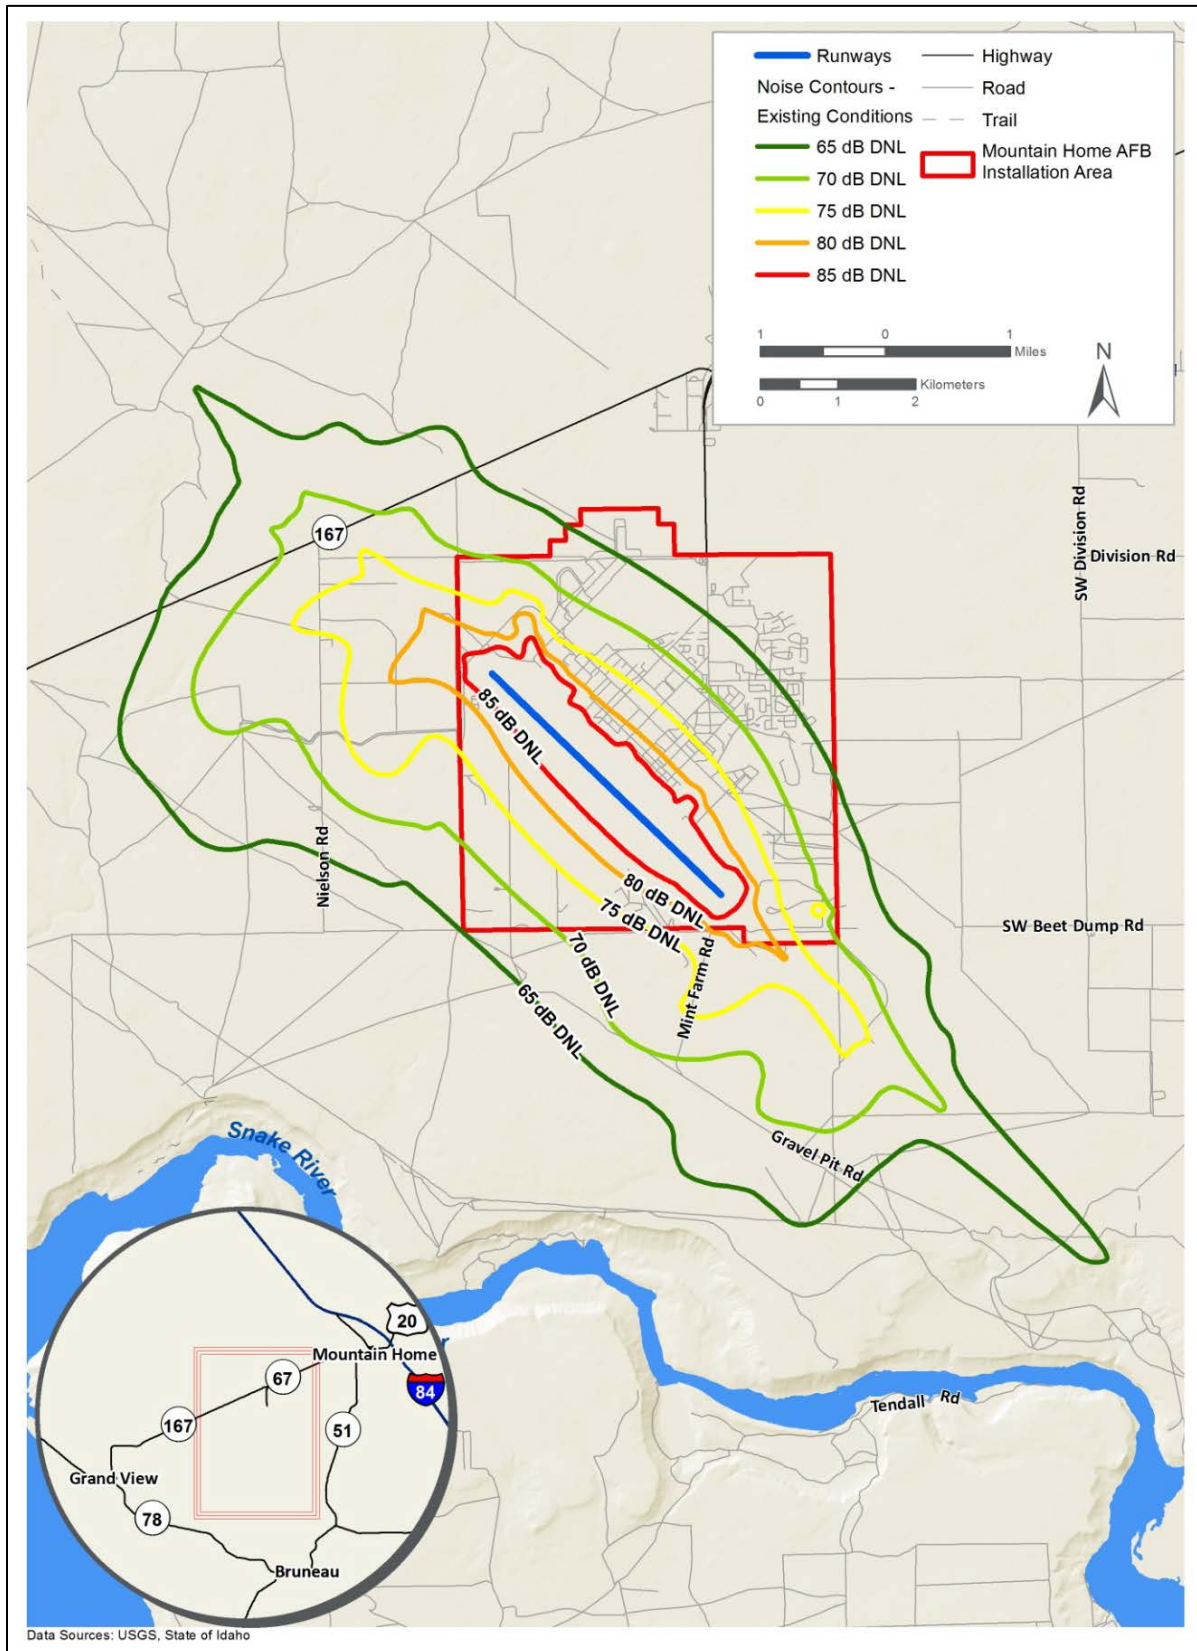 Runways
Highway
Noise Contours -
Existing Conditions
Road
Trail
65 dB DNL
70 dB DNL
75 dB DNL
80 dB DNL
85 dB DNL
Mountain Home AFB
Installation Area
1 0 1
Miles
Kilometers
0 1 2
N
167
SW Division Rd
Division Rd
85 dB DNL
Nielson Rd
80 dB DNL
75 dB DNL
70 dB DNL
65 dB DNL
Mint Farm Rd
SW Beet Dump Rd
Gravel Pit Rd
Snake River
Tendall Rd
20
Mountain Home
67
84
167
51
Grand View
78
Bruneau
Data Sources: USGS, State of Idaho